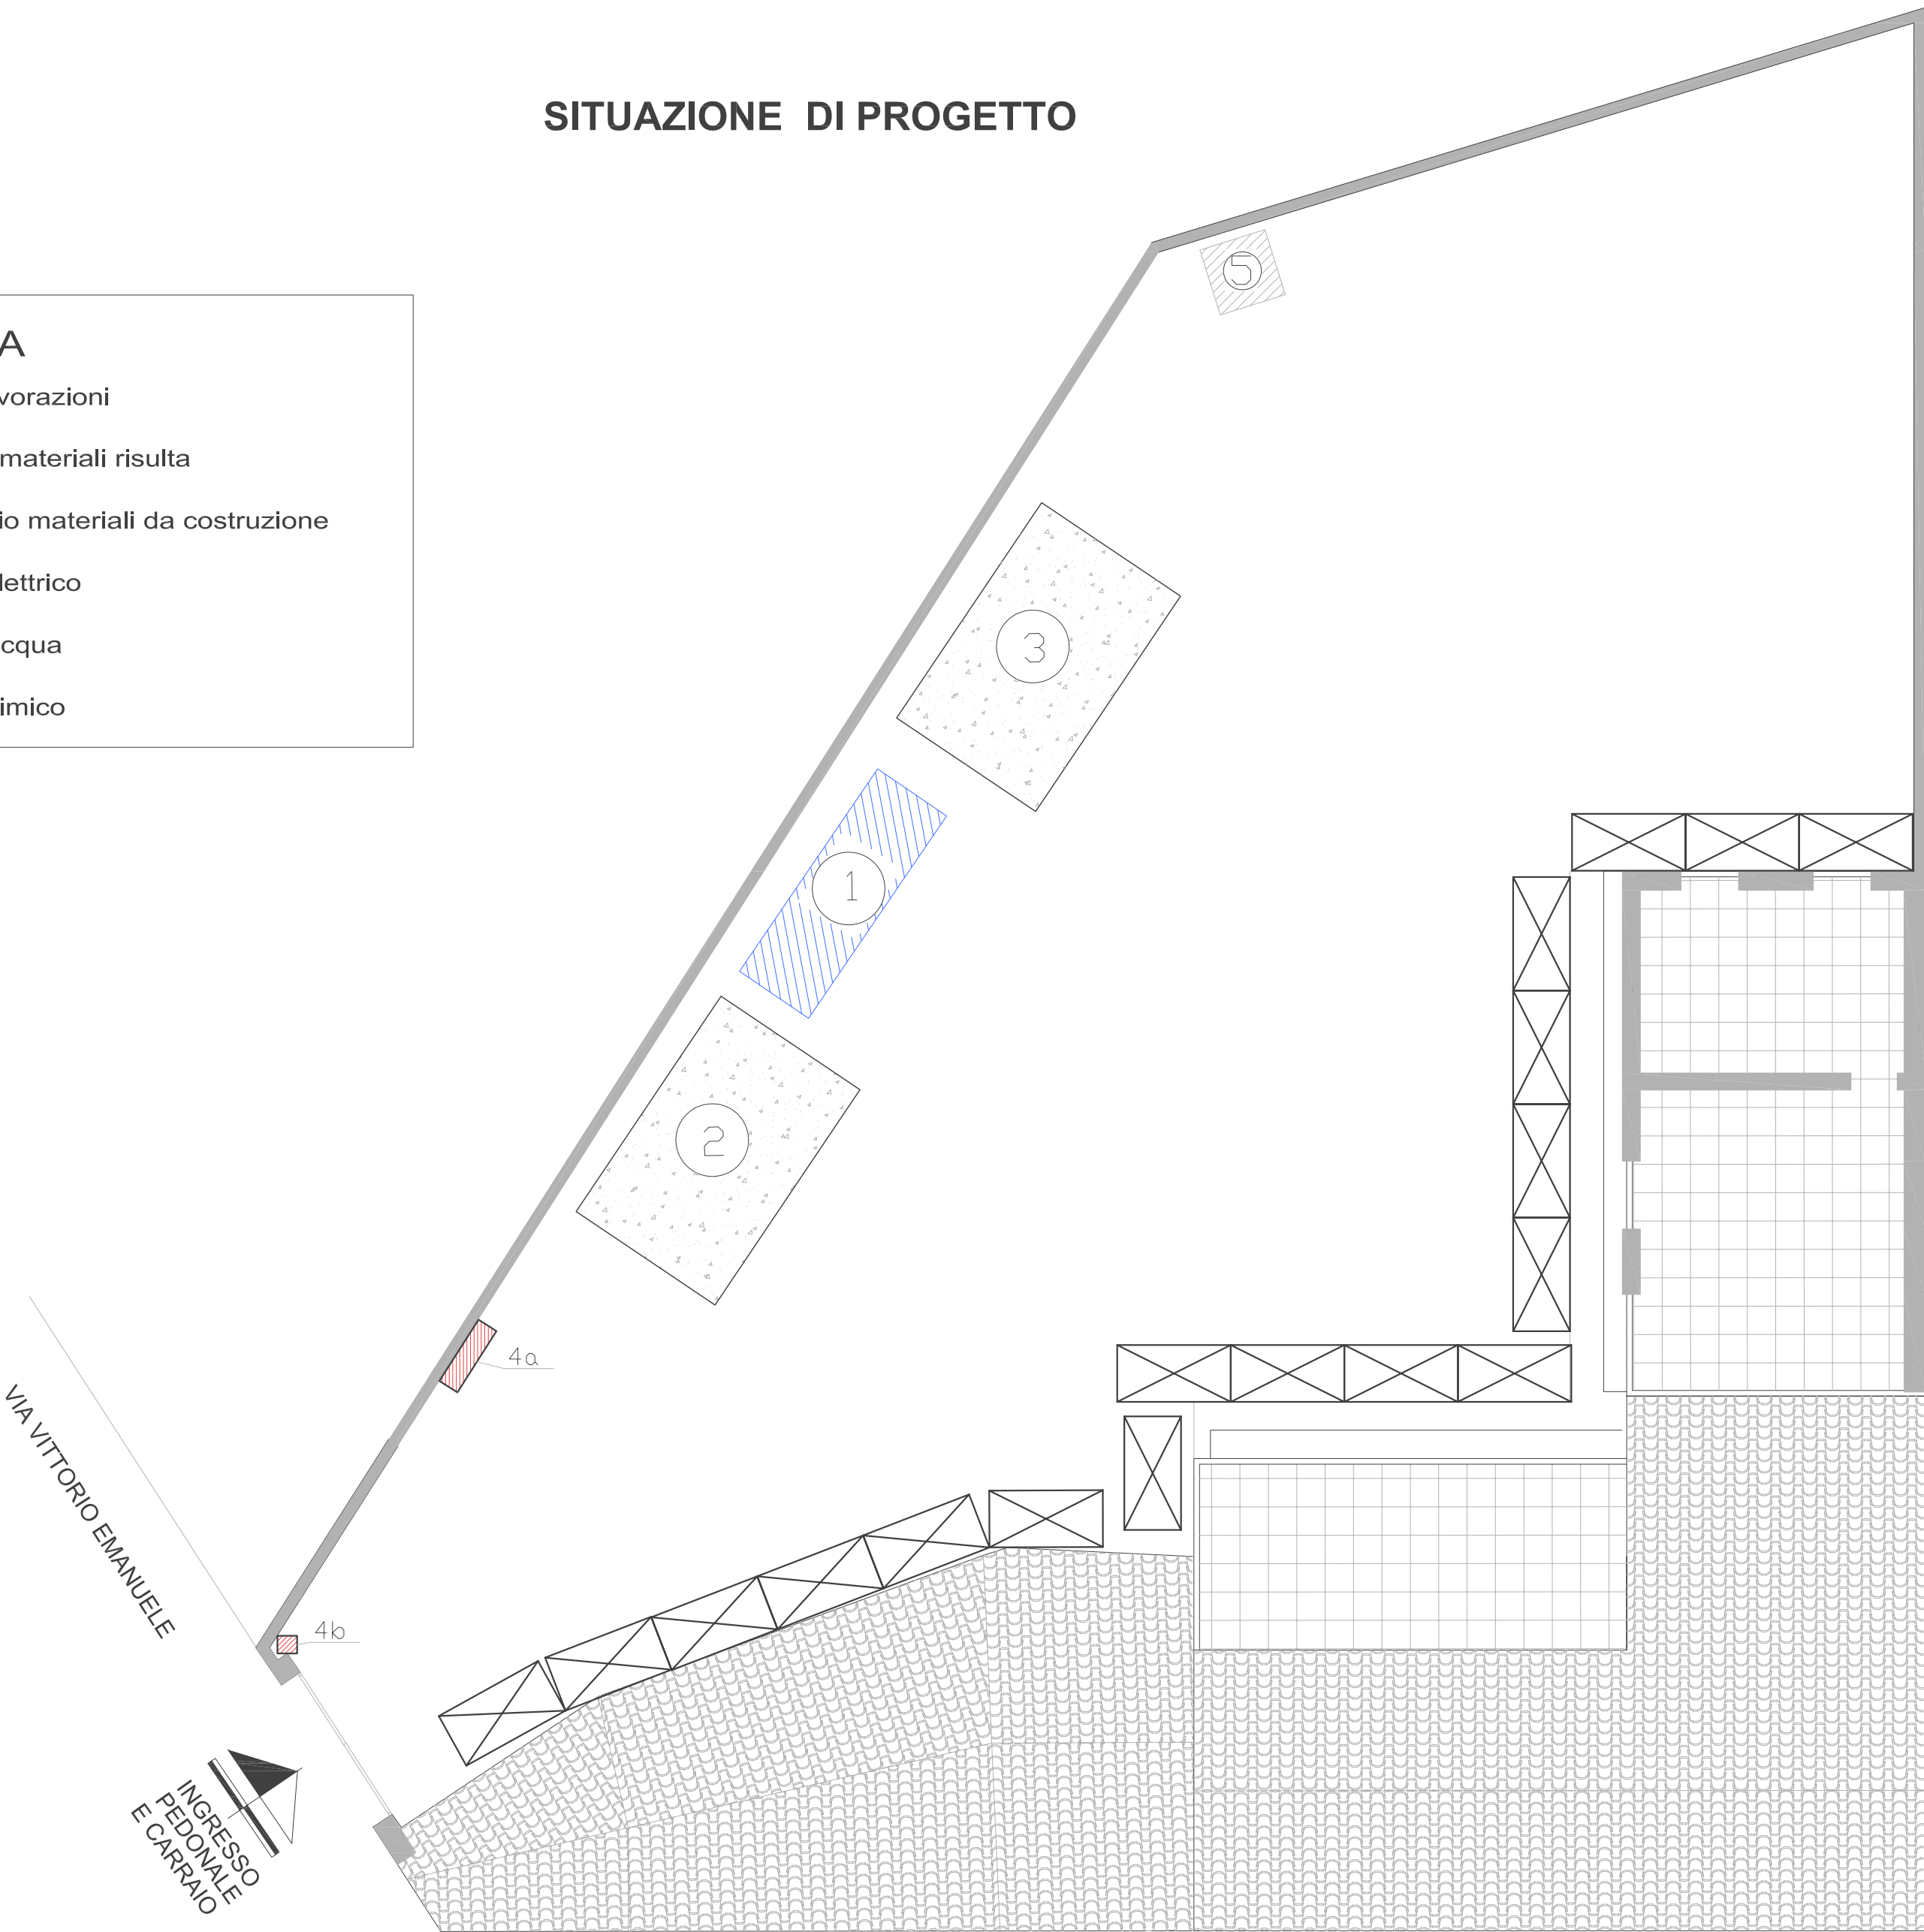 SITUAZIONE DI PROGETTO
A
vorazioni
materiali risulta
io materiali da costruzione
lettrico
cqua
imico
5
3
1
2
4a
VIA VITTORIO EMANUELE
4b
INGRESSO
PEDONALE
E CARRAIO